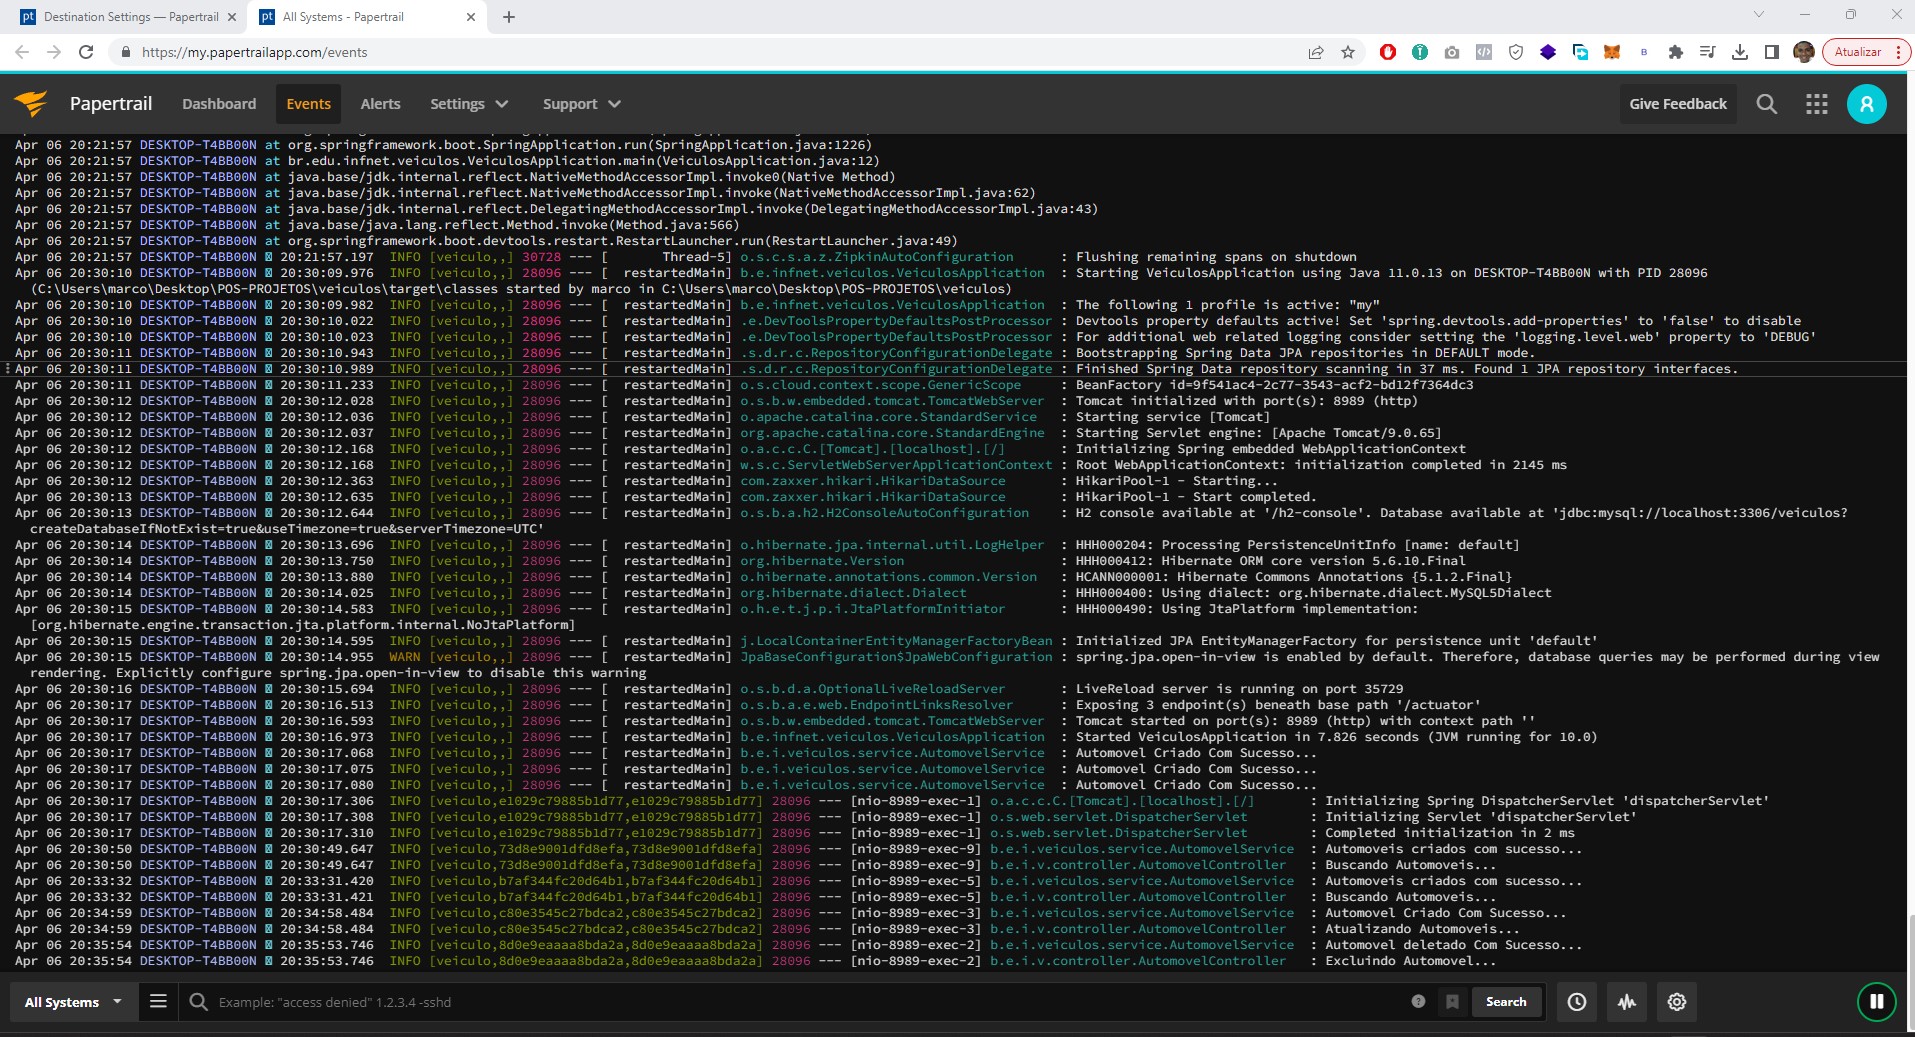 pt Destination Settings — Papertrail
pt All Systems - Papertrail
https://my.papertrailapp.com/events
Atualizar
Papertrail Dashboard Events Alerts Settings Support Give Feedback
Apr 06 20:21:57 DESKTOP-T4BB00N at org.springframework.boot.SpringApplication.run(SpringApplication.java:1226)
Apr 06 20:21:57 DESKTOP-T4BB00N at br.edu.infnet.veiculos.VeiculosApplication.main(VeiculosApplication.java:12)
Apr 06 20:21:57 DESKTOP-T4BB00N at java.base/jdk.internal.reflect.NativeMethodAccessorImpl.invoke0(Native Method)
Apr 06 20:21:57 DESKTOP-T4BB00N at java.base/jdk.internal.reflect.NativeMethodAccessorImpl.invoke(NativeMethodAccessorImpl.java:62)
Apr 06 20:21:57 DESKTOP-T4BB00N at java.base/jdk.internal.reflect.DelegatingMethodAccessorImpl.invoke(DelegatingMethodAccessorImpl.java:43)
Apr 06 20:21:57 DESKTOP-T4BB00N at java.base/java.lang.reflect.Method.invoke(Method.java:566)
Apr 06 20:21:57 DESKTOP-T4BB00N at org.springframework.boot.devtools.restart.RestartLauncher.run(RestartLauncher.java:49)
Apr 06 20:21:57 DESKTOP-T4BB00N 20:21:57.197 INFO [veiculo,,] 30728 --- [ Thread-5] o.s.c.s.a.z.ZipkinAutoConfiguration : Flushing remaining spans on shutdown
Apr 06 20:30:10 DESKTOP-T4BB00N 20:30:09.976 INFO [veiculo,,] 28096 --- [ restartedMain] b.e.infnet.veiculos.VeiculosApplication : Starting VeiculosApplication using Java 11.0.13 on DESKTOP-T4BB00N with PID 28096
(C:\Users\marco\Desktop\POS-PROJETOS\veiculos\target\classes started by marco in C:\Users\marco\Desktop\POS-PROJETOS\veiculos)
Apr 06 20:30:10 DESKTOP-T4BB00N 20:30:09.982 INFO [veiculo,,] 28096 --- [ restartedMain] b.e.infnet.veiculos.VeiculosApplication : The following 1 profile is active: "my"
Apr 06 20:30:10 DESKTOP-T4BB00N 20:30:10.022 INFO [veiculo,,] 28096 --- [ restartedMain] .e.DevToolsPropertyDefaultsPostProcessor : Devtools property defaults active! Set 'spring.devtools.add-properties' to 'false' to disable
Apr 06 20:30:10 DESKTOP-T4BB00N 20:30:10.023 INFO [veiculo,,] 28096 --- [ restartedMain] .e.DevToolsPropertyDefaultsPostProcessor : For additional web related logging consider setting the 'logging.level.web' property to 'DEBUG'
Apr 06 20:30:11 DESKTOP-T4BB00N 20:30:10.943 INFO [veiculo,,] 28096 --- [ restartedMain] .s.d.r.c.RepositoryConfigurationDelegate : Bootstrapping Spring Data JPA repositories in DEFAULT mode.
Apr 06 20:30:11 DESKTOP-T4BB00N 20:30:10.989 INFO [veiculo,,] 28096 --- [ restartedMain] .s.d.r.c.RepositoryConfigurationDelegate : Finished Spring Data repository scanning in 37 ms. Found 1 JPA repository interfaces.
Apr 06 20:30:11 DESKTOP-T4BB00N 20:30:11.233 INFO [veiculo,,] 28096 --- [ restartedMain] o.s.cloud.context.scope.GenericScope : BeanFactory id=9f541ac4-2c77-3543-acf2-bd12f7364dc3
Apr 06 20:30:12 DESKTOP-T4BB00N 20:30:12.028 INFO [veiculo,,] 28096 --- [ restartedMain] o.s.b.w.embedded.tomcat.TomcatWebServer : Tomcat initialized with port(s): 8989 (http)
Apr 06 20:30:12 DESKTOP-T4BB00N 20:30:12.036 INFO [veiculo,,] 28096 --- [ restartedMain] o.apache.catalina.core.StandardService : Starting service [Tomcat]
Apr 06 20:30:12 DESKTOP-T4BB00N 20:30:12.037 INFO [veiculo,,] 28096 --- [ restartedMain] org.apache.catalina.core.StandardEngine : Starting Servlet engine: [Apache Tomcat/9.0.65]
Apr 06 20:30:12 DESKTOP-T4BB00N 20:30:12.168 INFO [veiculo,,] 28096 --- [ restartedMain] o.a.c.c.C.[Tomcat].[localhost].[/] : Initializing Spring embedded WebApplicationContext
Apr 06 20:30:12 DESKTOP-T4BB00N 20:30:12.168 INFO [veiculo,,] 28096 --- [ restartedMain] w.s.c.ServletWebServerApplicationContext : Root WebApplicationContext: initialization completed in 2145 ms
Apr 06 20:30:12 DESKTOP-T4BB00N 20:30:12.363 INFO [veiculo,,] 28096 --- [ restartedMain] com.zaxxer.hikari.HikariDataSource : HikariPool-1 - Starting...
Apr 06 20:30:13 DESKTOP-T4BB00N 20:30:12.635 INFO [veiculo,,] 28096 --- [ restartedMain] com.zaxxer.hikari.HikariDataSource : HikariPool-1 - Start completed.
Apr 06 20:30:13 DESKTOP-T4BB00N 20:30:12.644 INFO [veiculo,,] 28096 --- [ restartedMain] o.s.b.a.h2.H2ConsoleAutoConfiguration : H2 console available at '/h2-console'. Database available at 'jdbc:mysql://localhost:3306/veiculos?
createDatabaseIfNotExist=true&useTimezone=true&serverTimezone=UTC'
Apr 06 20:30:14 DESKTOP-T4BB00N 20:30:13.696 INFO [veiculo,,] 28096 --- [ restartedMain] o.hibernate.jpa.internal.util.LogHelper : HHH000204: Processing PersistenceUnitInfo [name: default]
Apr 06 20:30:14 DESKTOP-T4BB00N 20:30:13.750 INFO [veiculo,,] 28096 --- [ restartedMain] org.hibernate.Version : HHH000412: Hibernate ORM core version 5.6.10.Final
Apr 06 20:30:14 DESKTOP-T4BB00N 20:30:13.880 INFO [veiculo,,] 28096 --- [ restartedMain] o.hibernate.annotations.common.Version : HCANN000001: Hibernate Commons Annotations {5.1.2.Final}
Apr 06 20:30:14 DESKTOP-T4BB00N 20:30:14.025 INFO [veiculo,,] 28096 --- [ restartedMain] org.hibernate.dialect.Dialect : HHH000400: Using dialect: org.hibernate.dialect.MySQL5Dialect
Apr 06 20:30:15 DESKTOP-T4BB00N 20:30:14.583 INFO [veiculo,,] 28096 --- [ restartedMain] o.h.e.t.j.p.i.JtaPlatformInitiator : HHH000490: Using JtaPlatform implementation:
[org.hibernate.engine.transaction.jta.platform.internal.NoJtaPlatform]
Apr 06 20:30:15 DESKTOP-T4BB00N 20:30:14.595 INFO [veiculo,,] 28096 --- [ restartedMain] j.LocalContainerEntityManagerFactoryBean : Initialized JPA EntityManagerFactory for persistence unit 'default'
Apr 06 20:30:15 DESKTOP-T4BB00N 20:30:14.955 WARN [veiculo,,] 28096 --- [ restartedMain] JpaBaseConfiguration$JpaWebConfiguration : spring.jpa.open-in-view is enabled by default. Therefore, database queries may be performed during view
rendering. Explicitly configure spring.jpa.open-in-view to disable this warning
Apr 06 20:30:16 DESKTOP-T4BB00N 20:30:15.694 INFO [veiculo,,] 28096 --- [ restartedMain] o.s.b.d.a.OptionalLiveReloadServer : LiveReload server is running on port 35729
Apr 06 20:30:17 DESKTOP-T4BB00N 20:30:16.513 INFO [veiculo,,] 28096 --- [ restartedMain] o.s.b.a.e.web.EndpointLinksResolver : Exposing 3 endpoint(s) beneath base path '/actuator'
Apr 06 20:30:17 DESKTOP-T4BB00N 20:30:16.593 INFO [veiculo,,] 28096 --- [ restartedMain] o.s.b.w.embedded.tomcat.TomcatWebServer : Tomcat started on port(s): 8989 (http) with context path ''
Apr 06 20:30:17 DESKTOP-T4BB00N 20:30:16.973 INFO [veiculo,,] 28096 --- [ restartedMain] b.e.infnet.veiculos.VeiculosApplication : Started VeiculosApplication in 7.826 seconds (JVM running for 10.0)
Apr 06 20:30:17 DESKTOP-T4BB00N 20:30:17.068 INFO [veiculo,,] 28096 --- [ restartedMain] b.e.i.veiculos.service.AutomovelService : Automovel Criado Com Sucesso...
Apr 06 20:30:17 DESKTOP-T4BB00N 20:30:17.075 INFO [veiculo,,] 28096 --- [ restartedMain] b.e.i.veiculos.service.AutomovelService : Automovel Criado Com Sucesso...
Apr 06 20:30:17 DESKTOP-T4BB00N 20:30:17.080 INFO [veiculo,,] 28096 --- [ restartedMain] b.e.i.veiculos.service.AutomovelService : Automovel Criado Com Sucesso...
Apr 06 20:30:17 DESKTOP-T4BB00N 20:30:17.306 INFO [veiculo,e1029c79885b1d77,e1029c79885b1d77] 28096 --- [nio-8989-exec-1] o.a.c.c.C.[Tomcat].[localhost].[/] : Initializing Spring DispatcherServlet 'dispatcherServlet'
Apr 06 20:30:17 DESKTOP-T4BB00N 20:30:17.308 INFO [veiculo,e1029c79885b1d77,e1029c79885b1d77] 28096 --- [nio-8989-exec-1] o.s.web.servlet.DispatcherServlet : Initializing Servlet 'dispatcherServlet'
Apr 06 20:30:17 DESKTOP-T4BB00N 20:30:17.310 INFO [veiculo,e1029c79885b1d77,e1029c79885b1d77] 28096 --- [nio-8989-exec-1] o.s.web.servlet.DispatcherServlet : Completed initialization in 2 ms
Apr 06 20:30:50 DESKTOP-T4BB00N 20:30:49.647 INFO [veiculo,73d8e9001dfd8efa,73d8e9001dfd8efa] 28096 --- [nio-8989-exec-9] b.e.i.veiculos.service.AutomovelService : Automoveis criados com sucesso...
Apr 06 20:30:50 DESKTOP-T4BB00N 20:30:49.647 INFO [veiculo,73d8e9001dfd8efa,73d8e9001dfd8efa] 28096 --- [nio-8989-exec-9] b.e.i.v.controller.AutomovelController : Buscando Automoveis...
Apr 06 20:33:32 DESKTOP-T4BB00N 20:33:31.420 INFO [veiculo,b7af344fc20d64b1,b7af344fc20d64b1] 28096 --- [nio-8989-exec-5] b.e.i.veiculos.service.AutomovelService : Automoveis criados com sucesso...
Apr 06 20:33:32 DESKTOP-T4BB00N 20:33:31.421 INFO [veiculo,b7af344fc20d64b1,b7af344fc20d64b1] 28096 --- [nio-8989-exec-5] b.e.i.v.controller.AutomovelController : Buscando Automoveis...
Apr 06 20:34:59 DESKTOP-T4BB00N 20:34:58.484 INFO [veiculo,c80e3545c27bdca2,c80e3545c27bdca2] 28096 --- [nio-8989-exec-3] b.e.i.veiculos.service.AutomovelService : Automovel Criado Com Sucesso...
Apr 06 20:34:59 DESKTOP-T4BB00N 20:34:58.484 INFO [veiculo,c80e3545c27bdca2,c80e3545c27bdca2] 28096 --- [nio-8989-exec-3] b.e.i.v.controller.AutomovelController : Atualizando Automoveis...
Apr 06 20:35:54 DESKTOP-T4BB00N 20:35:53.746 INFO [veiculo,8d0e9eaaaa8bda2a,8d0e9eaaaa8bda2a] 28096 --- [nio-8989-exec-2] b.e.i.veiculos.service.AutomovelService : Automovel deletado Com Sucesso...
Apr 06 20:35:54 DESKTOP-T4BB00N 20:35:53.746 INFO [veiculo,8d0e9eaaaa8bda2a,8d0e9eaaaa8bda2a] 28096 --- [nio-8989-exec-2] b.e.i.v.controller.AutomovelController : Excluindo Automovel...
All Systems Example: "access denied" 1.2.3.4 -sshd Search